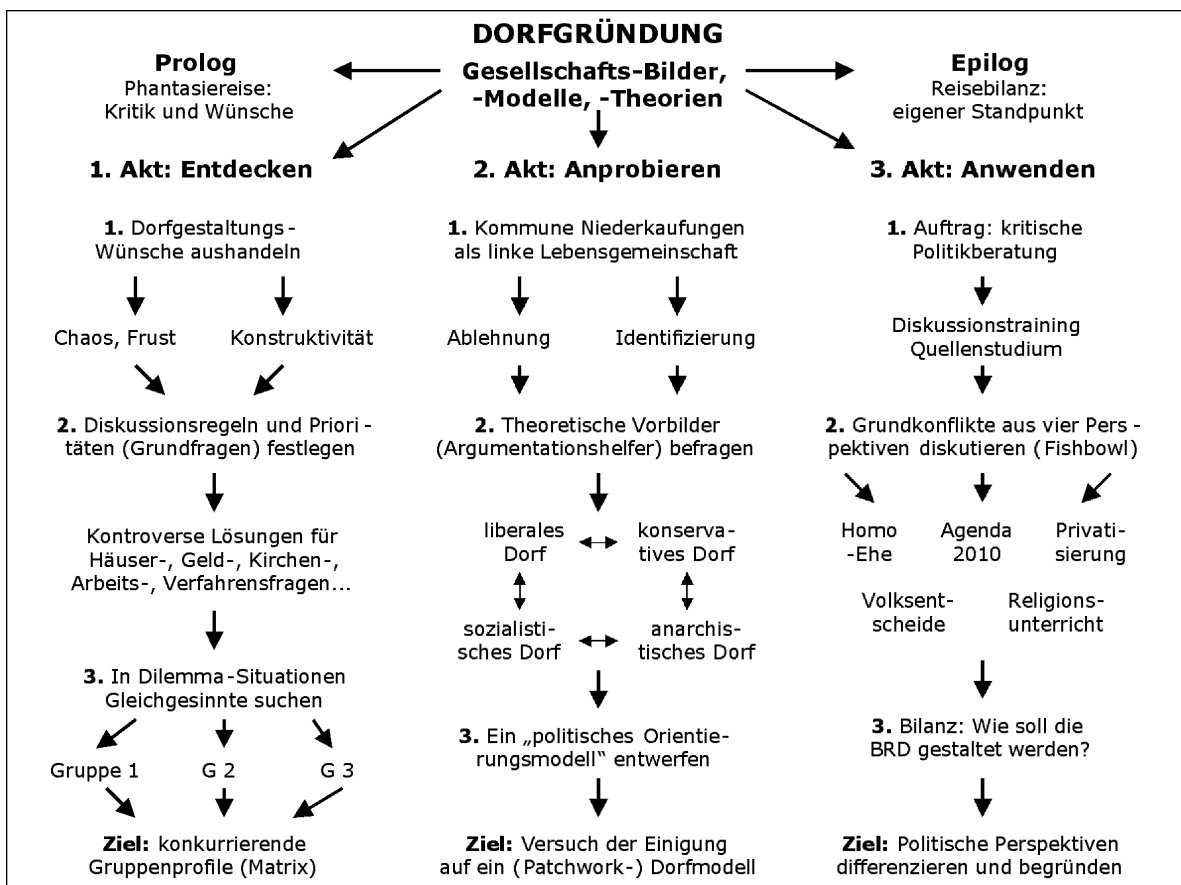 DORFGRÜNDUNG
Gesellschafts-Bilder,
-Modelle, -Theorien
Prolog
Phantasiereise:
Kritik und Wünsche
Epilog
Reisebilanz:
eigener Standpunkt
1. Akt: Entdecken
1. Dorfgestaltungs-
Wünsche aushandeln
Chaos, Frust
Konstruktivität
2. Diskussionsregeln und Priori-
täten (Grundfragen) festlegen
Kontroverse Lösungen für
Häuser-, Geld-, Kirchen-,
Arbeits-, Verfahrensfragen...
3. In Dilemma-Situationen
Gleichgesinnte suchen
Gruppe 1
G 2
G 3
Ziel: konkurrierende
Gruppenprofile (Matrix)
2. Akt: Anprobieren
1. Kommune Niederkaufungen
als linke Lebensgemeinschaft
Ablehnung
Identifizierung
2. Theoretische Vorbilder
(Argumentationshelfer) befragen
liberales
Dorf
konserva-
tives Dorf
sozialisti-
sches Dorf
anarchis-
tisches Dorf
3. Ein „politisches Orientie-
rungsmodell“ entwerfen
Ziel: Versuch der Einigung
auf ein (Patchwork-) Dorfmodell
3. Akt: Anwenden
1. Auftrag: kritische
Politikberatung
Diskussionstraining
Quellenstudium
2. Grundkonflikte aus vier Pers-
pektiven diskutieren (Fishbowl)
Homo
-Ehe
Agenda
2010
Privati-
sierung
Volksent-
scheide
Religions-
unterricht
3. Bilanz: Wie soll die
BRD gestaltet werden?
Ziel: Politische Perspektiven
differenzieren und begründen